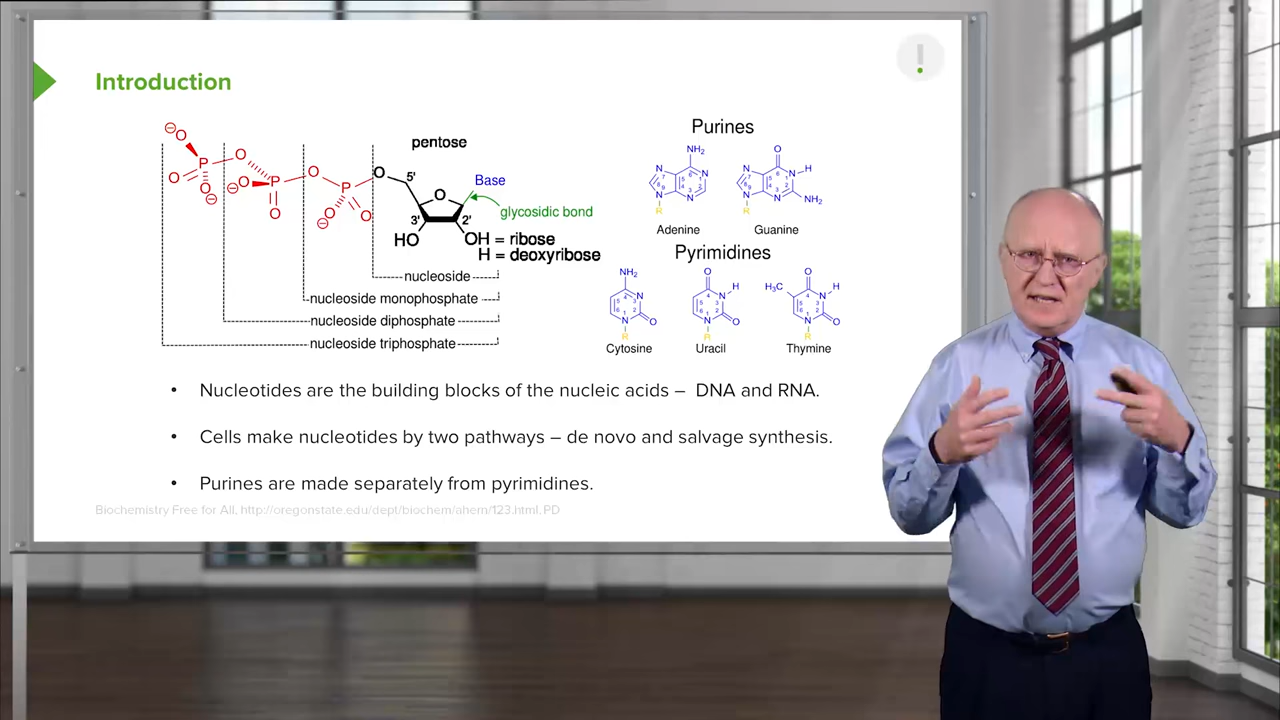 Introduction
pentose
5'
Base
glycosidic bond
3'
2'
HO
OH = ribose
H = deoxyribose
nucleoside
nucleoside monophosphate
nucleoside diphosphate
nucleoside triphosphate
Purines
NH₂
Adenine
Guanine
Pyrimidines
Cytosine
Uracil
Thymine
• Nucleotides are the building blocks of the nucleic acids – DNA and RNA.
• Cells make nucleotides by two pathways – de novo and salvage synthesis.
• Purines are made separately from pyrimidines.
Biochemistry Free for All, http://oregonstate.edu/dept/biochem/ahern/123.html, PD